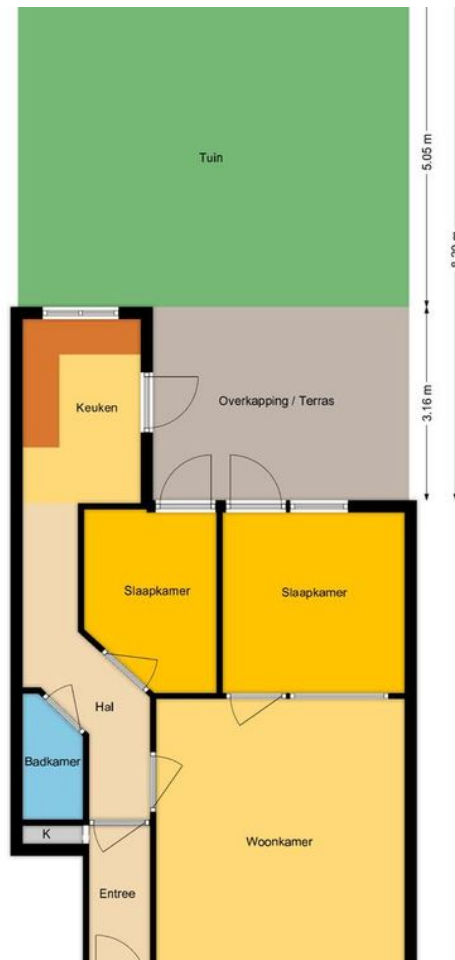 Tuin
5.05 m
Keuken
Overkapping / Terras
3.16 m
Slaapkamer
Slaapkamer
Hal
Badkamer
K
Woonkamer
Entree